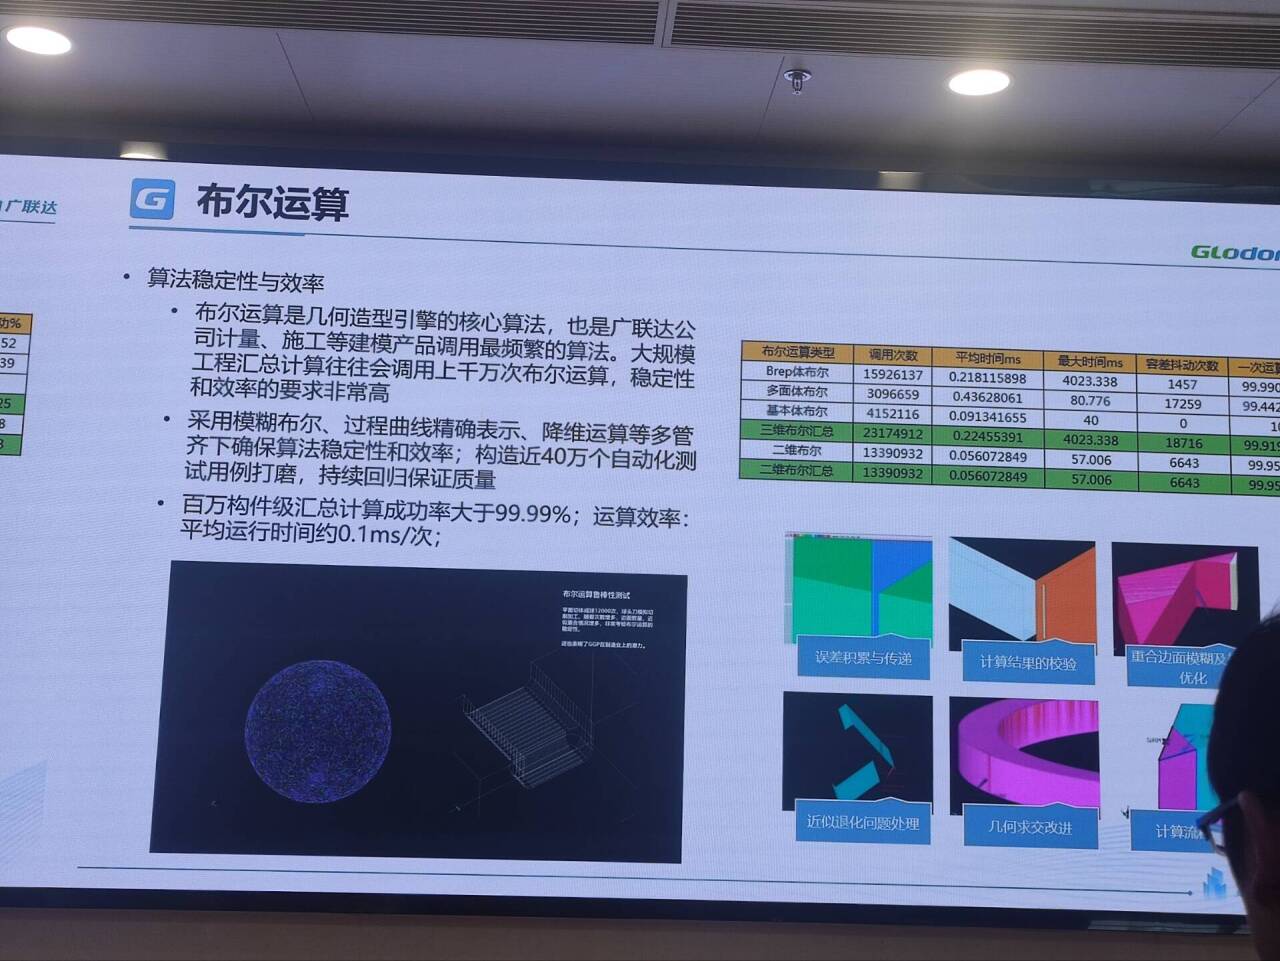 广联达
布尔运算
GLodon
算法稳定性与效率
布尔运算是几何造型引擎的核心算法，也是广联达公
司计量、施工等建模产品调用最频繁的算法。大规模
工程汇总计算往往会调用上千万次布尔运算，稳定性
和效率的要求非常高
采用模糊布尔、过程曲线精确表示、降维运算等多管
齐下确保算法稳定性和效率；构造近40万个自动化测
试用例打磨，持续回归保证质量
百万构件级汇总计算成功率大于99.99%；运算效率：
平均运行时间约0.1ms/次；
功%
52
39
25
8
3
布尔运算类型 调用次数 平均时间ms 最大时间ms 容差抖动次数 一次运算
Brep体布尔 15926137 0.218115898 4023.338 1457 99.990
多面体布尔 3096659 0.43628061 80.776 17259 99.442
基本体布尔 4152116 0.091341655 40 0 10
三维布尔汇总 23174912 0.22455391 4023.338 18716 99.919
二维布尔 13390932 0.056072849 57.006 6643 99.95
二维布尔汇总 13390932 0.056072849 57.006 6643 99.95
布尔运算鲁棒性测试
误差积累与传递
计算结果的校验
重合边面模糊及
优化
近似退化问题处理
几何求交改进
计算流